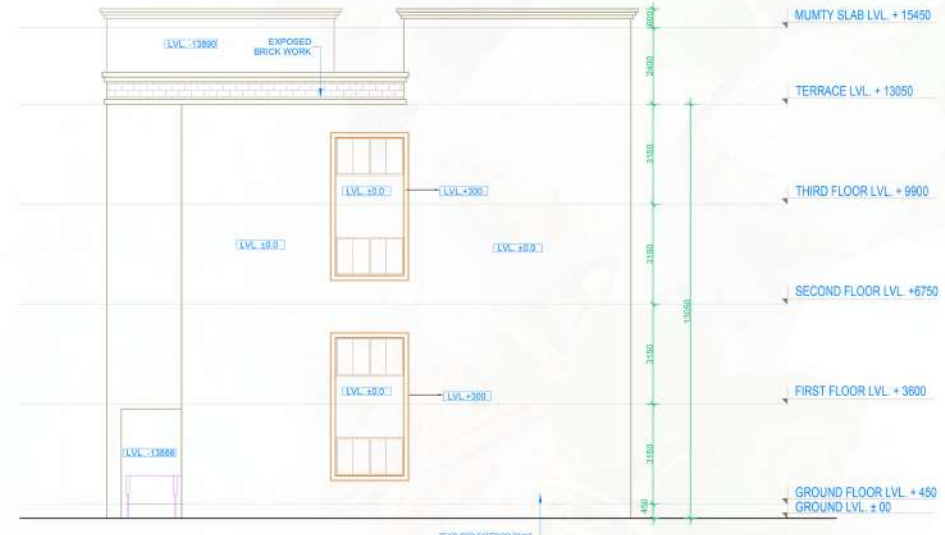 MUMTY SLAB LVL. + 15450
600
LVL. -13890
EXPOSED
BRICK WORK
2400
TERRACE LVL. + 13050
3150
LVL. ±0.0
LVL.+300
THIRD FLOOR LVL. + 9900
LVL. ±0.0
LVL. ±0.0
3150
SECOND FLOOR LVL. +6750
13050
3150
LVL. ±0.0
LVL.+300
FIRST FLOOR LVL. + 3600
LVL. -13888
3150
GROUND FLOOR LVL. + 450
450
GROUND LVL. ± 00